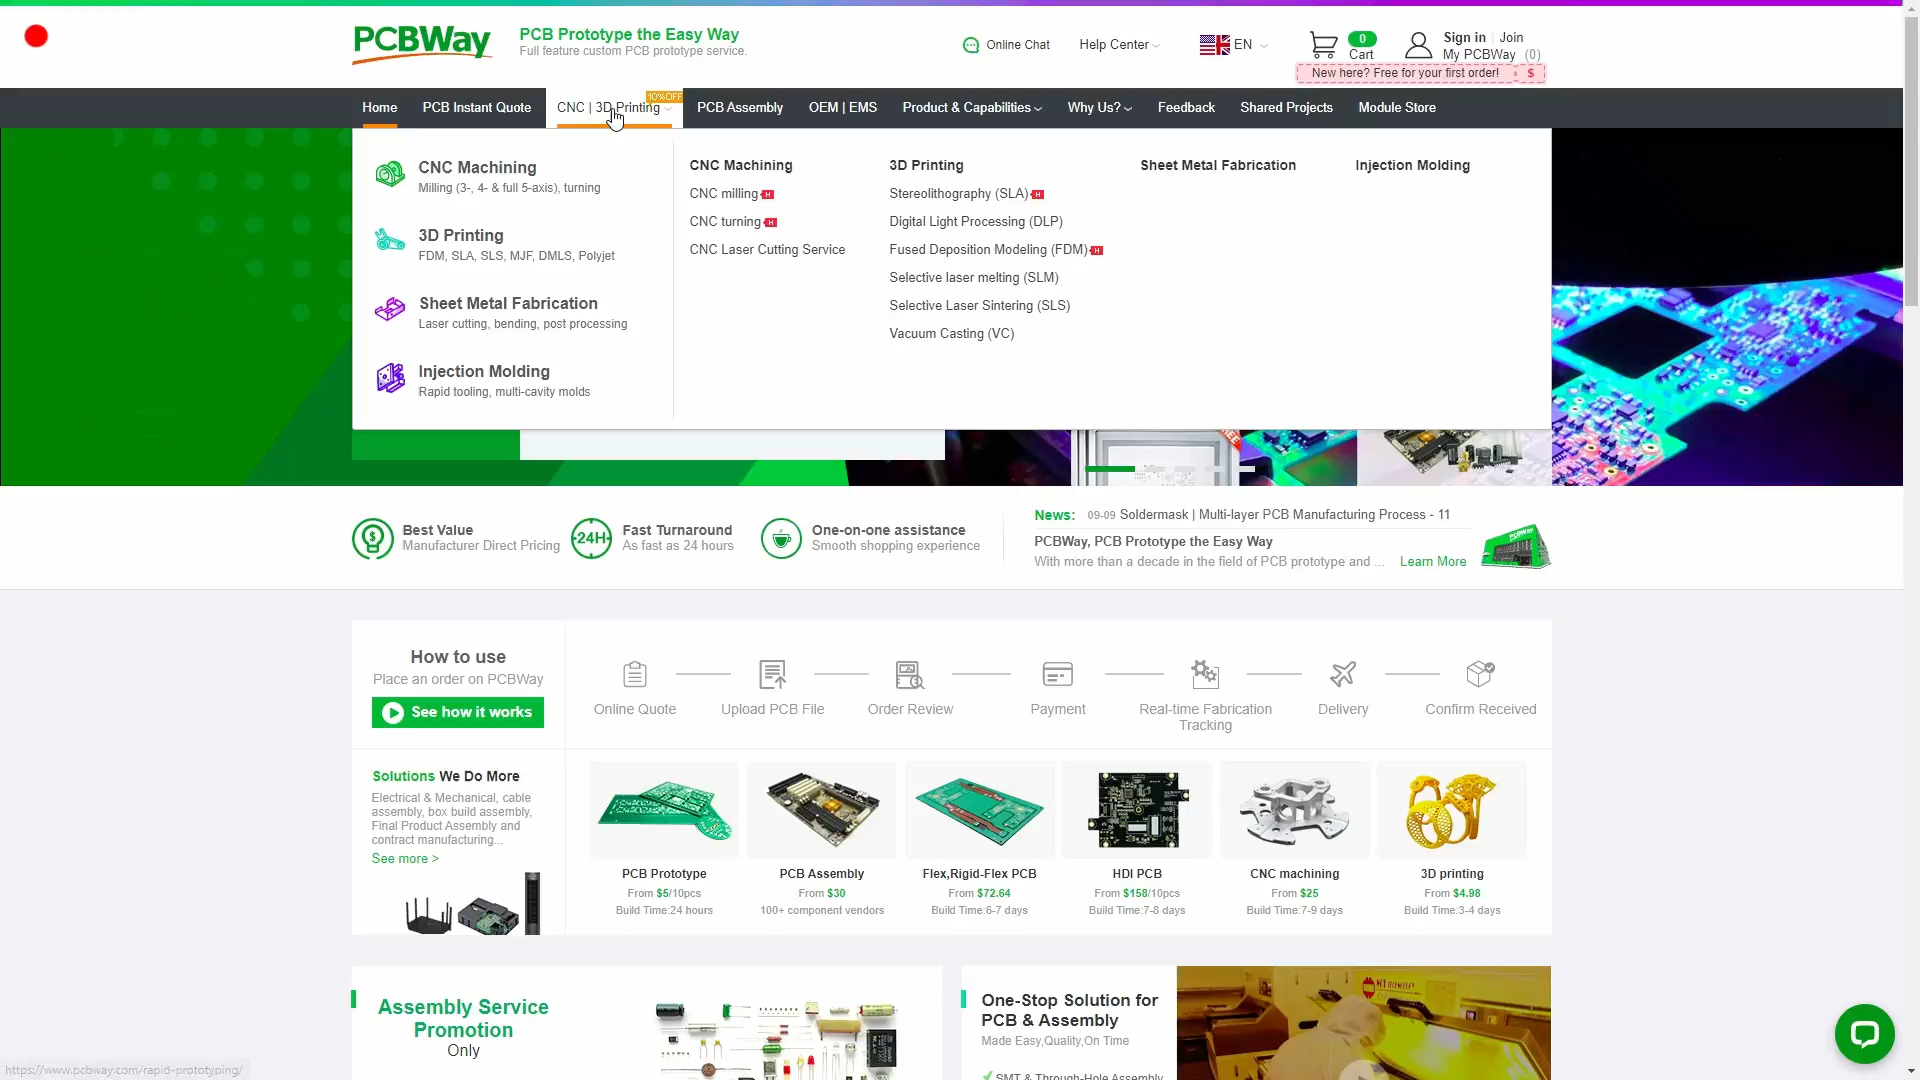 PCBWay
PCB Prototype the Easy Way
Full feature custom PCB prototype service.
Online Chat
Help Center
EN
0
Cart
Sign in | Join
My PCBWay (0)
New here? Free for your first order! $
Home
PCB Instant Quote
CNC | 3D Printing
10%OFF
PCB Assembly
OEM | EMS
Product & Capabilities
Why Us?
Feedback
Shared Projects
Module Store
CNC Machining
Milling (3-, 4- & full 5-axis), turning
3D Printing
FDM, SLA, SLS, MJF, DMLS, Polyjet
Sheet Metal Fabrication
Laser cutting, bending, post processing
Injection Molding
Rapid tooling, multi-cavity molds
CNC Machining
CNC milling H
CNC turning H
CNC Laser Cutting Service
3D Printing
Stereolithography (SLA) H
Digital Light Processing (DLP)
Fused Deposition Modeling (FDM) H
Selective laser melting (SLM)
Selective Laser Sintering (SLS)
Vacuum Casting (VC)
Sheet Metal Fabrication
Injection Molding
Best Value
Manufacturer Direct Pricing
24H
Fast Turnaround
As fast as 24 hours
One-on-one assistance
Smooth shopping experience
News: 09-09 Soldermask | Multi-layer PCB Manufacturing Process - 11
PCBWay, PCB Prototype the Easy Way
With more than a decade in the field of PCB prototype and ... Learn More
How to use
Place an order on PCBWay
See how it works
Online Quote
Upload PCB File
Order Review
Payment
Real-time Fabrication
Tracking
Delivery
Confirm Received
Solutions We Do More
Electrical & Mechanical, cable
assembly, box build assembly,
Final Product Assembly and
contract manufacturing...
See more >
PCB Prototype
From $5/10pcs
Build Time:24 hours
PCB Assembly
From $30
100+ component vendors
Flex,Rigid-Flex PCB
From $72.64
Build Time:6-7 days
HDI PCB
From $158/10pcs
Build Time:7-8 days
CNC machining
From $25
Build Time:7-9 days
3D printing
From $4.98
Build Time:3-4 days
Assembly Service
Promotion
Only
One-Stop Solution for
PCB & Assembly
Made Easy,Quality,On Time
SMT & Through-Hole Assembly
https://www.pcbway.com/rapid-prototyping/